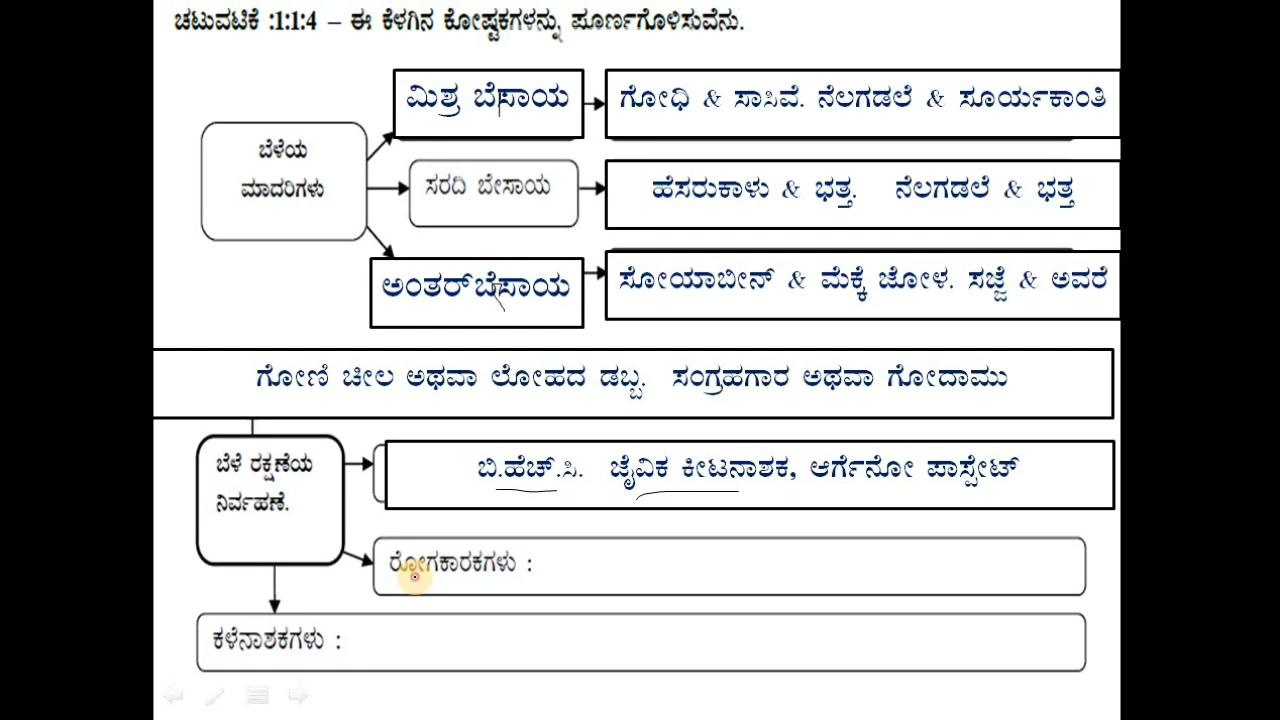 ಚಟುವಟಿಕೆ :1:1:4 – ಈ ಕೆಳಗಿನ ಕೋಷ್ಟಕಗಳನ್ನು ಪೂರ್ಣಗೊಳಿಸುವೆನು.
ಮಿಶ್ರ ಬೆಸಾಯ
ಗೋಧಿ & ಸಾಸಿವೆ. ನೆಲಗಡಲೆ & ಸೂರ್ಯಕಾಂತಿ
ಬೆಳೆಯ
ಮಾದರಿಗಳು
ಸರದಿ ಬೇಸಾಯ
ಹೆಸರುಕಾಳು & ಭತ್ತ. ನೆಲಗಡಲೆ & ಭತ್ತ
ಅಂತರ್‌ಬೆಸಾಯ
ಸೋಯಾಬೀನ್ & ಮೆಕ್ಕೆ ಜೋಳ. ಸಜ್ಜೆ & ಅವರೆ
ಗೋಣಿ ಚೀಲ ಅಥವಾ ಲೋಹದ ಡಬ್ಬ. ಸಂಗ್ರಹಗಾರ ಅಥವಾ ಗೋದಾಮು
ಬೆಳೆ ರಕ್ಷಣೆಯ
ನಿರ್ವಹಣೆ.
ಬಿ.ಹೆಚ್.ಸಿ. ಜೈವಿಕ ಕೀಟನಾಶಕ, ಆರ್ಗೆನೋ ಪಾಸ್ಪೇಟ್
ರೋಗಕಾರಕಗಳು :
ಕಳೆನಾಶಕಗಳು :